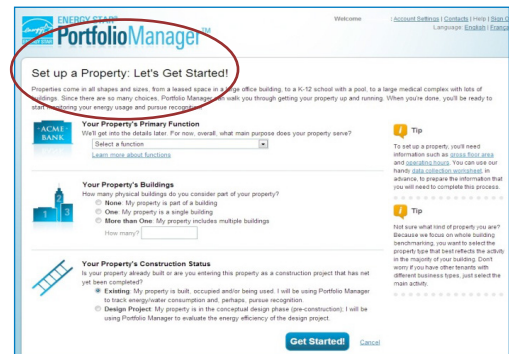 ENERGY STAR®
PortfolioManager™
Welcome
Account Settings | Contacts | Help | Sign O
Language: English | França
Set up a Property: Let's Get Started!
Properties come in all shapes and sizes, from a leased space in a large office building, to a K-12 school with a pool, to a large medical complex with lots of
buildings. Since there are so many choices, Portfolio Manager can walk you through getting your property up and running. When you're done, you'll be ready to
start monitoring your energy usage and pursue recognition.
ACME
BANK
Your Property's Primary Function
We'll get into the details later. For now, overall, what main purpose does your property serve?
Select a function
Learn more about functions
1 2 3
Your Property's Buildings
How many physical buildings do you consider part of your property?
None: My property is part of a building
One: My property is a single building
More than One: My property includes multiple buildings
How many?
Your Property's Construction Status
Is your property already built or are you entering this property as a construction project that has not
yet been completed?
Existing: My property is built, occupied and/or being used. I will be using Portfolio Manager
to track energy/water consumption and, perhaps, pursue recognition.
Design Project: My property is in the conceptual design phase (pre-construction); I will be
using Portfolio Manager to evaluate the energy efficiency of the design project.
Get Started!
Cancel
Tip
To set up a property, you'll need
information such as gross floor area
and operating hours. You can use our
handy data collection worksheet, in
advance, to prepare the information that
you will need to complete this process.
Tip
Not sure what kind of property you are?
Because we focus on whole building
benchmarking, you want to select the
property type that best reflects the activity
in the majority of your building. Don't
worry if you have other tenants with
different business types, just select the
main activity.